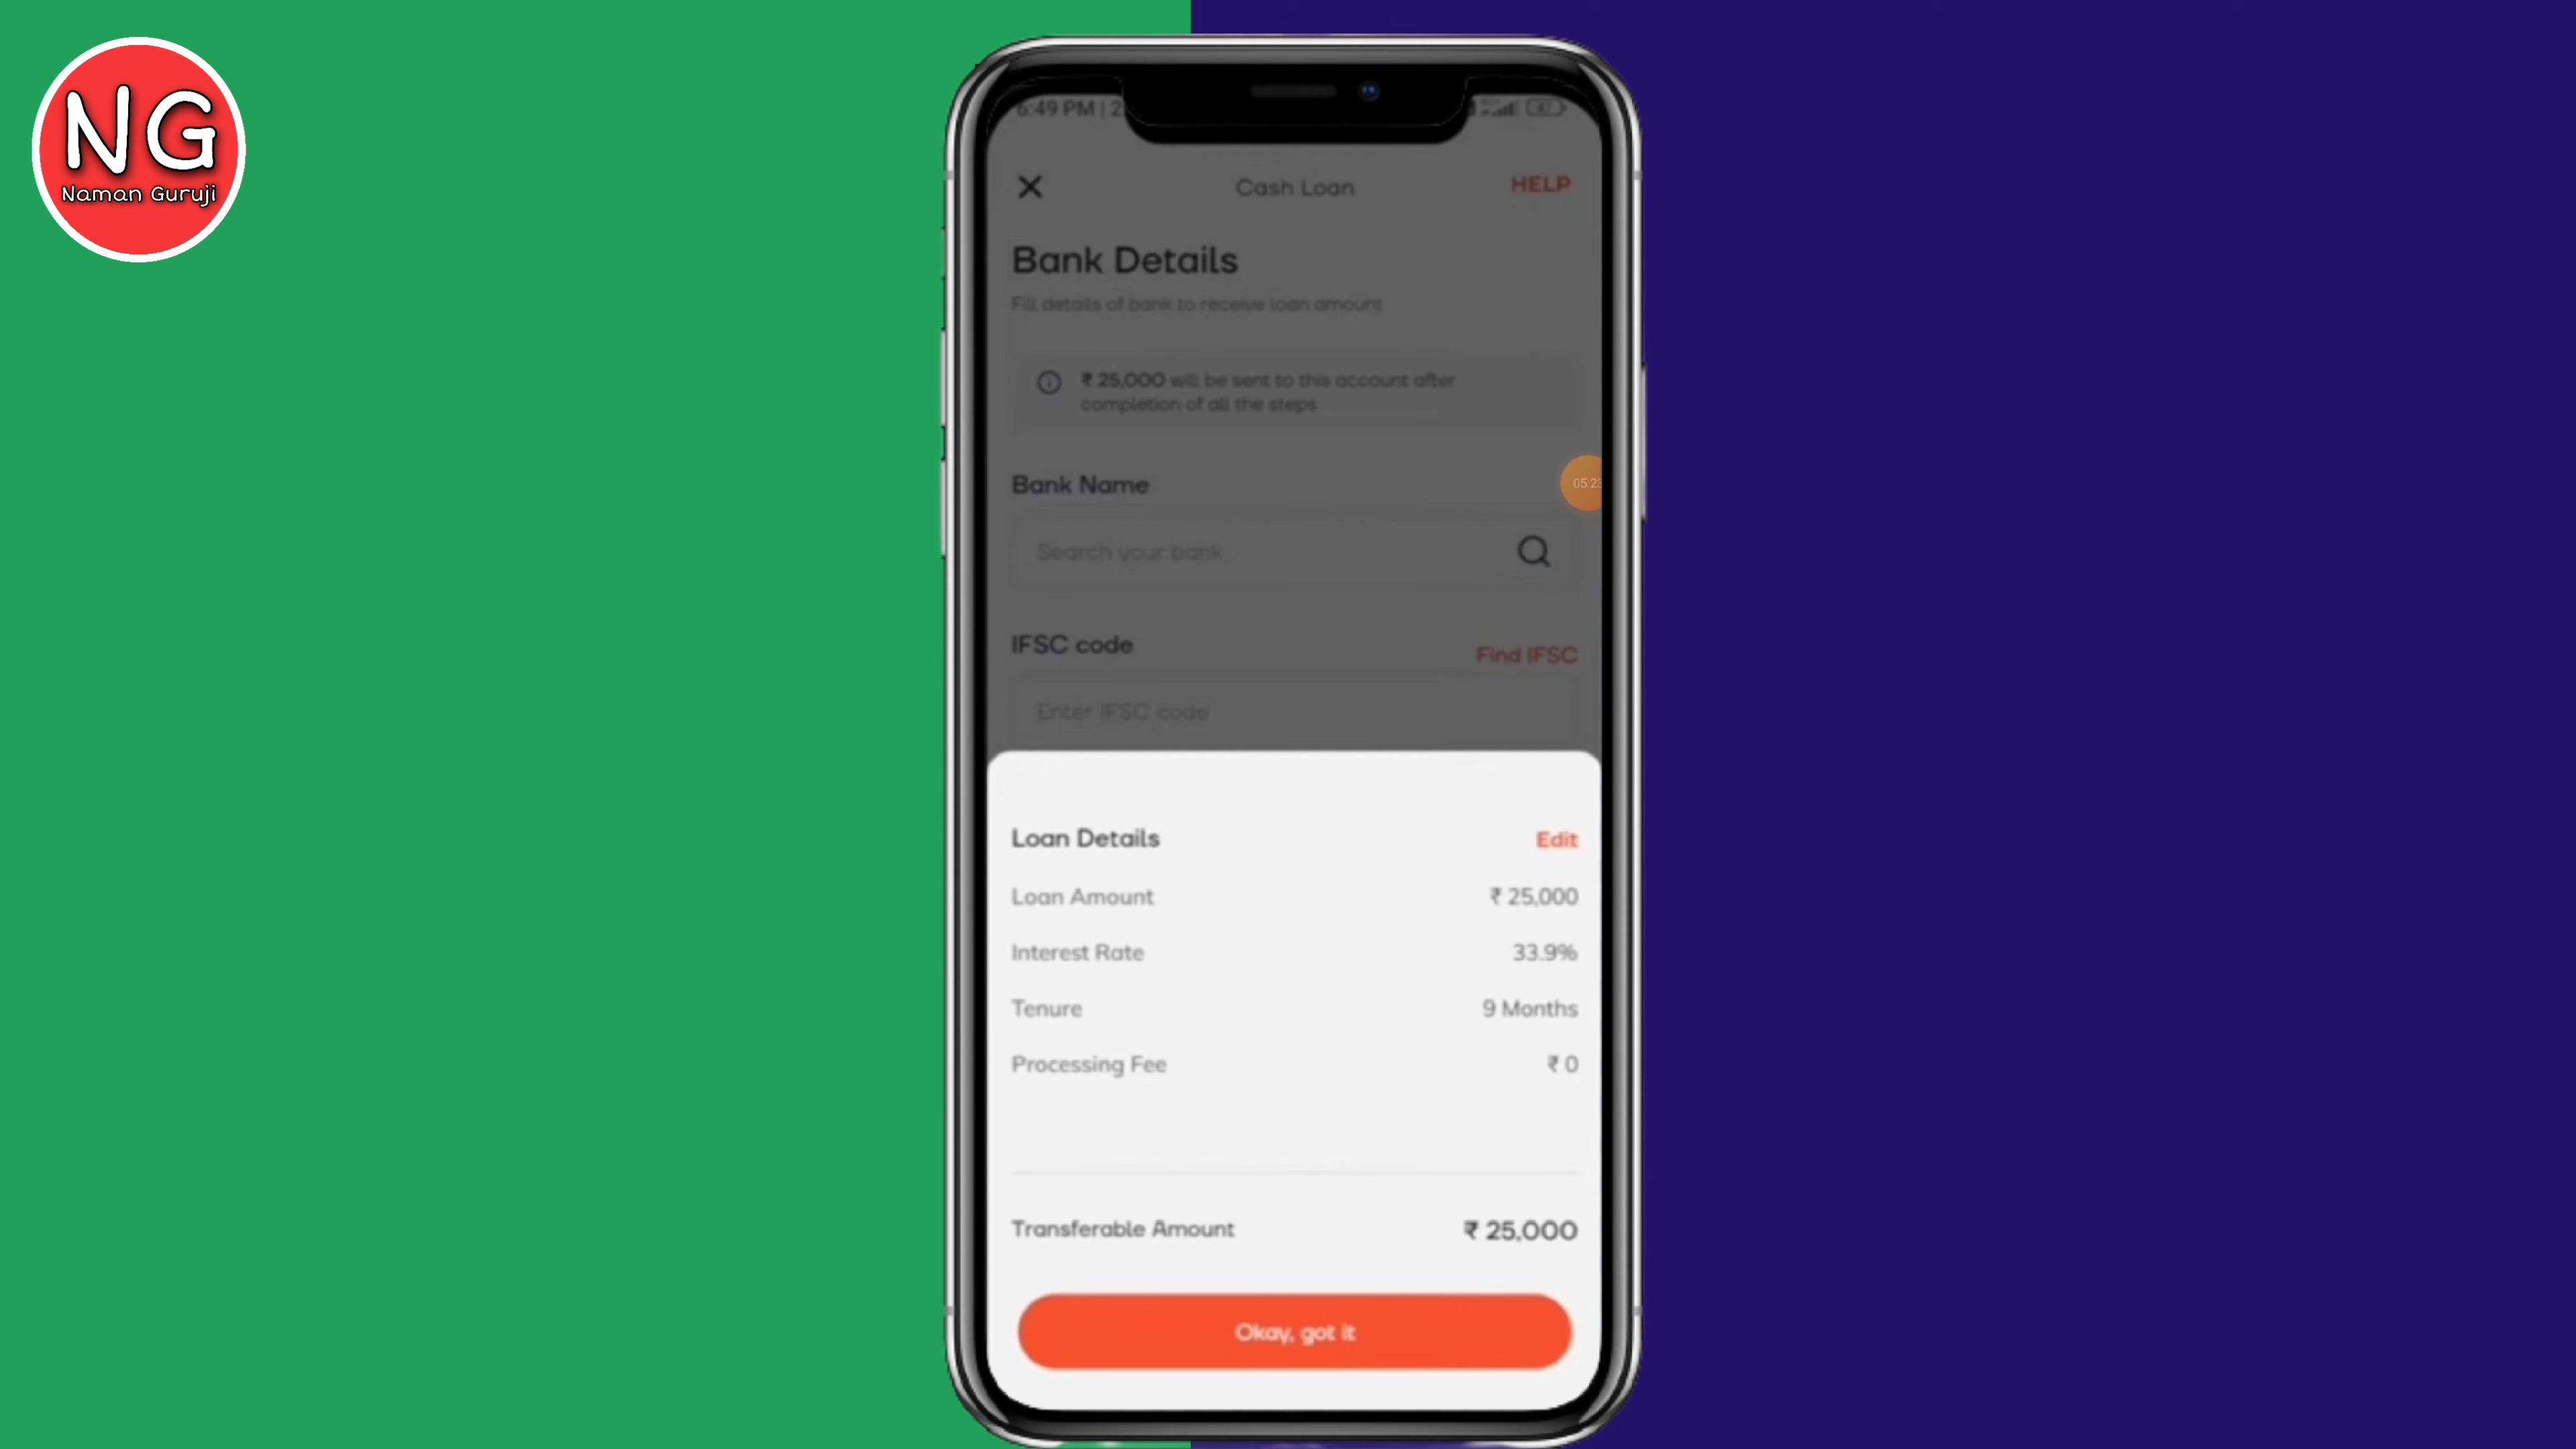 NG
Naman Guruji
6:49 PM | 2
47
Cash Loan
HELP
Bank Details
Fill details of bank to receive loan amount
₹ 25,000 will be sent to this account after
completion of all the steps
05:23
Bank Name
Search your bank
IFSC code
Find IFSC
Enter IFSC code
Loan Details
Edit
Loan Amount
₹ 25,000
Interest Rate
33.9%
Tenure
9 Months
Processing Fee
₹ 0
Transferable Amount
₹ 25,000
Okay, got it